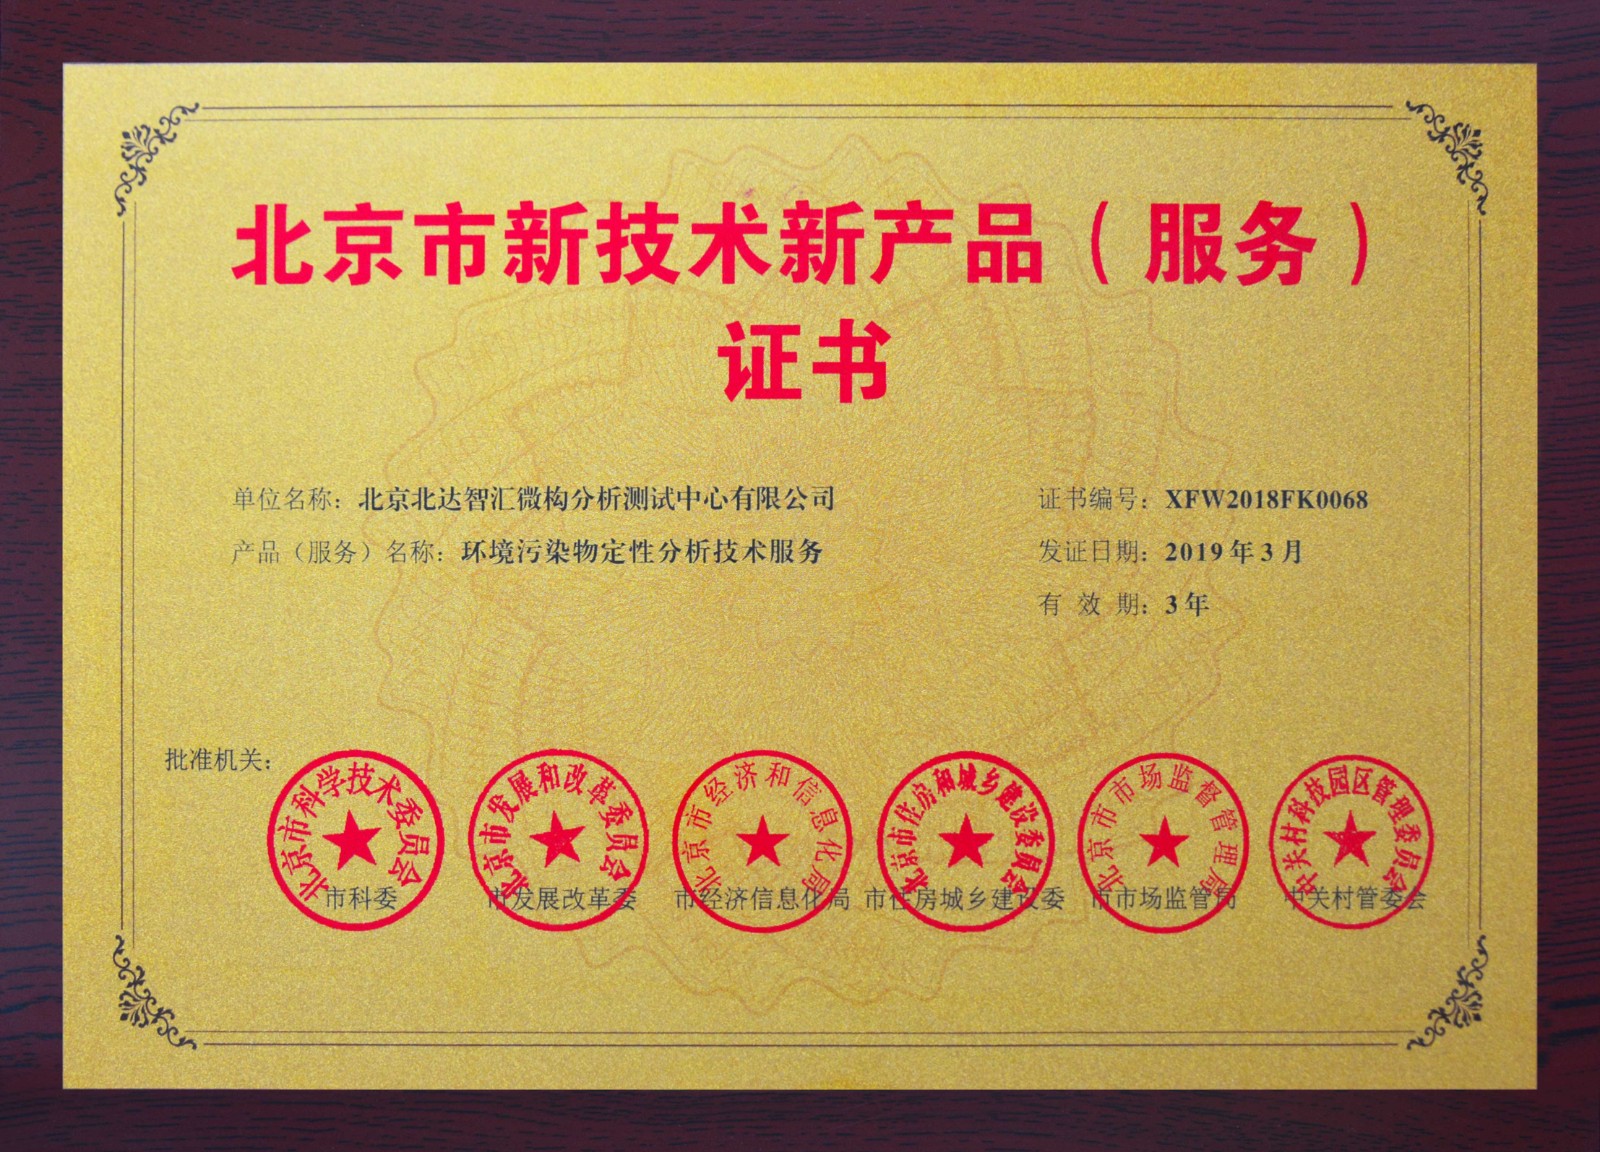 北京市新技术新产品（服务）
证书
单位名称：北京北达智汇微构分析测试中心有限公司
证书编号：XFW2018FK0068
产品（服务）名称：环境污染物定性分析技术服务
发证日期：2019年3月
有 效 期：3年
批准机关：
北京市科学技术委员会
北京市发展和改革委员会
北京市经济和信息化局
北京市住房和城乡建设委员会
北京市市场监督管理局
中关村科技园区管理委员会
市科委
市发展改革委
市经济信息化局
市住房城乡建设委
市市场监管局
中关村管委会